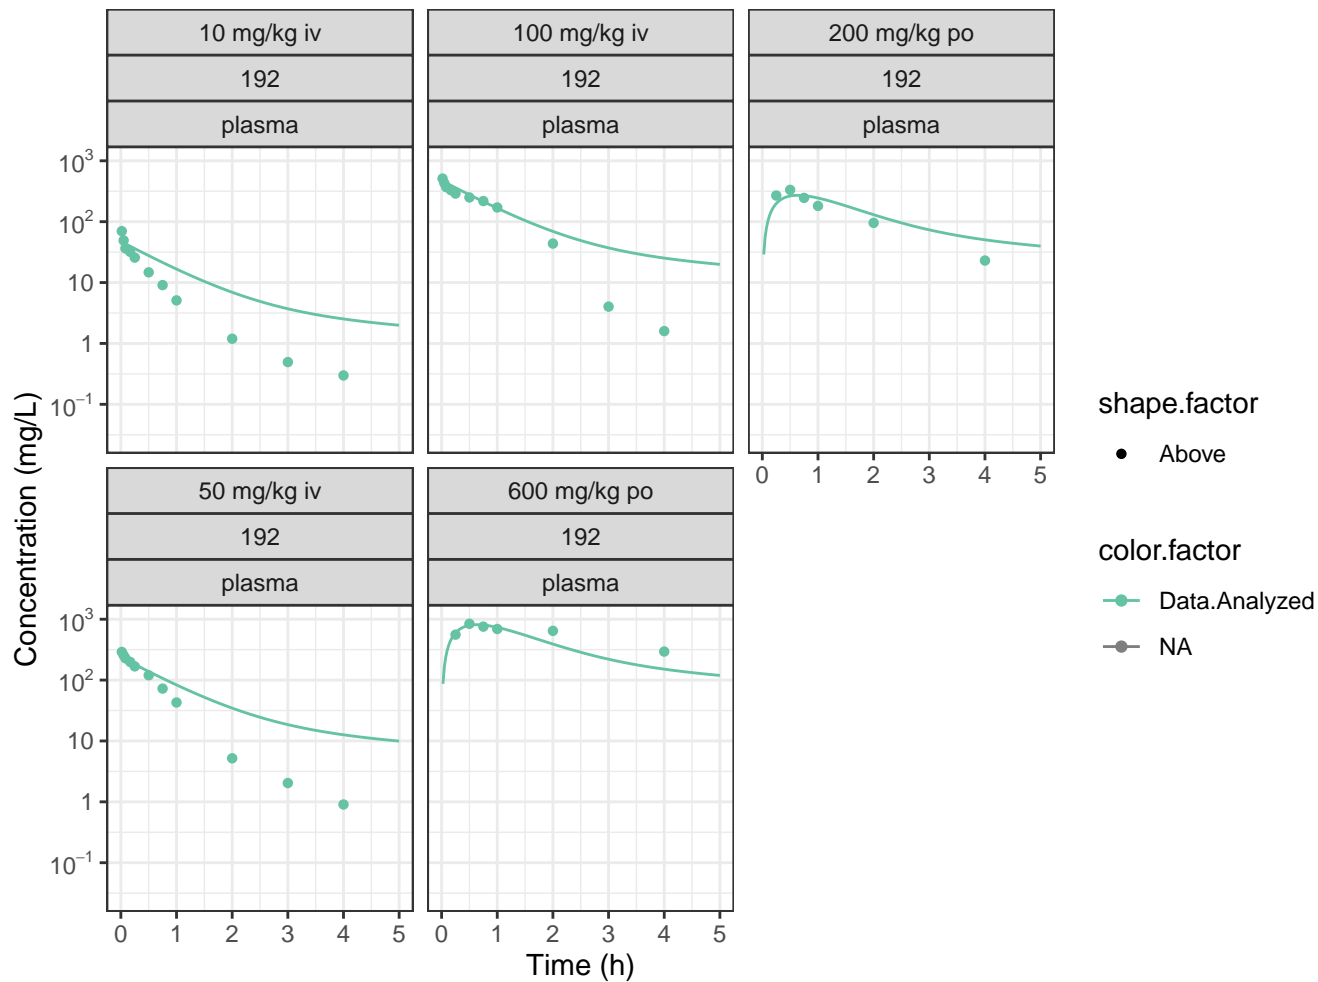 10 mg/kg iv
192
plasma
100 mg/kg iv
192
plasma
200 mg/kg po
192
plasma
10³
10²
10
1
10⁻¹
0 1 2 3 4 5
50 mg/kg iv
192
plasma
600 mg/kg po
192
plasma
10³
10²
10
1
10⁻¹
0 1 2 3 4 5
0 1 2 3 4 5
Time (h)
Concentration (mg/L)
shape.factor
Above
color.factor
Data.Analyzed
NA